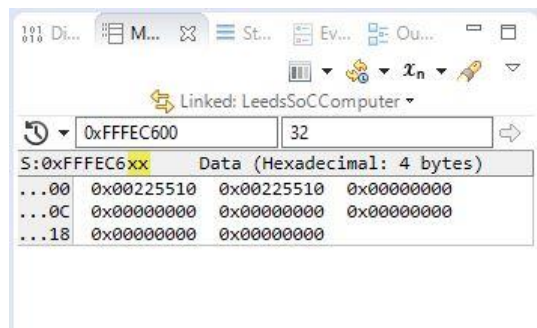 Di... M... St... Ev... Ou...
xn
Linked: LeedsSoCComputer
0xFFFEC600 32
S:0xFFFEC6xx Data (Hexadecimal: 4 bytes)
...00 0x00225510 0x00225510 0x00000000
...0C 0x00000000 0x00000000 0x00000000
...18 0x00000000 0x00000000